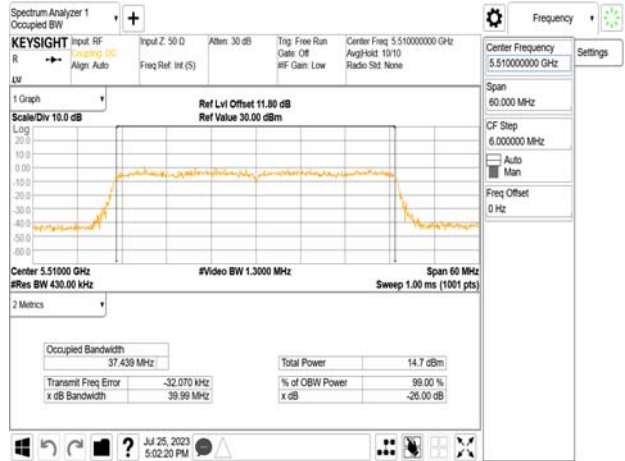 Spectrum Analyzer 1
Occupied BW
Frequency
KEYSIGHT
R
Input: RF
Coupling: DC
Align: Auto
Input Z: 50 Ω
Freq Ref: Int (S)
Atten: 30 dB
Trig: Free Run
Gate: Off
#IF Gain: Low
Center Freq: 5.510000000 GHz
Avg|Hold: 10/10
Radio Std: None
Center Frequency
5.510000000 GHz
Settings
Span
60.000 MHz
CF Step
6.000000 MHz
Auto
Man
Freq Offset
0 Hz
1 Graph
Scale/Div 10.0 dB
Ref Lvl Offset 11.80 dB
Ref Value 30.00 dBm
Log
20.0
10.0
0.00
-10.0
-20.0
-30.0
-40.0
-50.0
-60.0
Center 5.51000 GHz
#Res BW 430.00 kHz
#Video BW 1.3000 MHz
Span 60 MHz
Sweep 1.00 ms (1001 pts)
2 Metrics
Occupied Bandwidth
37.439 MHz
Total Power 14.7 dBm
Transmit Freq Error -32.070 kHz
% of OBW Power 99.00 %
x dB Bandwidth 39.99 MHz
x dB -26.00 dB
?
Jul 25, 2023
5:02:20 PM